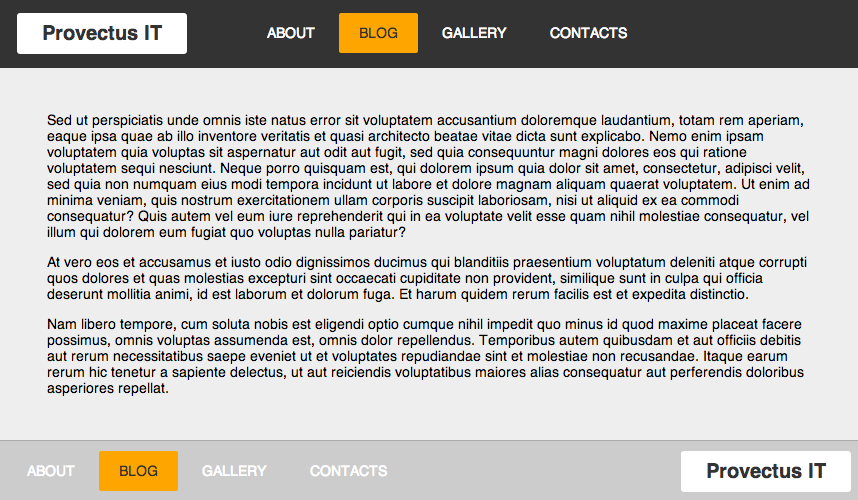 Provectus IT ABOUT BLOG GALLERY CONTACTS
Sed ut perspiciatis unde omnis iste natus error sit voluptatem accusantium doloremque laudantium, totam rem aperiam,
eaque ipsa quae ab illo inventore veritatis et quasi architecto beatae vitae dicta sunt explicabo. Nemo enim ipsam
voluptatem quia voluptas sit aspernatur aut odit aut fugit, sed quia consequuntur magni dolores eos qui ratione
voluptatem sequi nesciunt. Neque porro quisquam est, qui dolorem ipsum quia dolor sit amet, consectetur, adipisci velit,
sed quia non numquam eius modi tempora incidunt ut labore et dolore magnam aliquam quaerat voluptatem. Ut enim ad
minima veniam, quis nostrum exercitationem ullam corporis suscipit laboriosam, nisi ut aliquid ex ea commodi
consequatur? Quis autem vel eum iure reprehenderit qui in ea voluptate velit esse quam nihil molestiae consequatur, vel
illum qui dolorem eum fugiat quo voluptas nulla pariatur?
At vero eos et accusamus et iusto odio dignissimos ducimus qui blanditiis praesentium voluptatum deleniti atque corrupti
quos dolores et quas molestias excepturi sint occaecati cupiditate non provident, similique sunt in culpa qui officia
deserunt mollitia animi, id est laborum et dolorum fuga. Et harum quidem rerum facilis est et expedita distinctio.
Nam libero tempore, cum soluta nobis est eligendi optio cumque nihil impedit quo minus id quod maxime placeat facere
possimus, omnis voluptas assumenda est, omnis dolor repellendus. Temporibus autem quibusdam et aut officiis debitis
aut rerum necessitatibus saepe eveniet ut et voluptates repudiandae sint et molestiae non recusandae. Itaque earum
rerum hic tenetur a sapiente delectus, ut aut reiciendis voluptatibus maiores alias consequatur aut perferendis doloribus
asperiores repellat.
ABOUT BLOG GALLERY CONTACTS Provectus IT